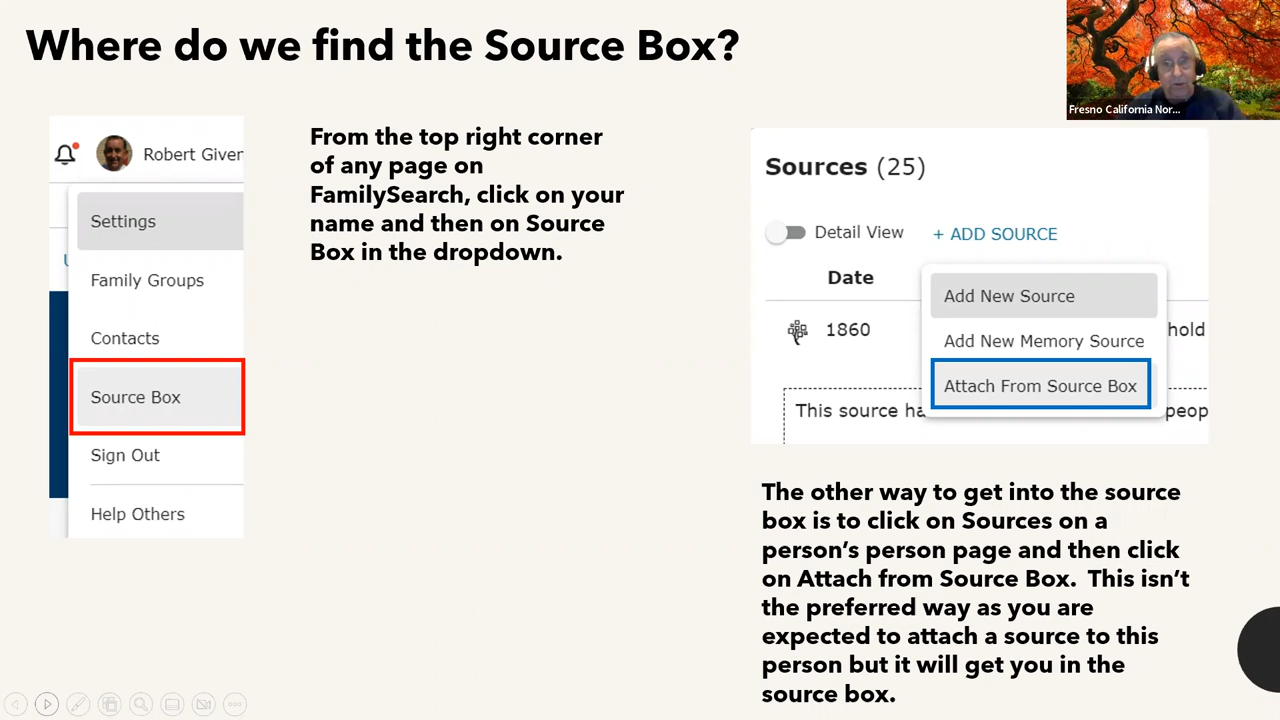 Where do we find the Source Box?
Fresno California Nor...
Robert Given
Settings
Family Groups
Contacts
Source Box
Sign Out
Help Others
From the top right corner
of any page on
FamilySearch, click on your
name and then on Source
Box in the dropdown.
Sources (25)
Detail View + ADD SOURCE
Date
Add New Source
1860 hold
Add New Memory Source
Attach From Source Box
This source ha peop
The other way to get into the source
box is to click on Sources on a
person’s person page and then click
on Attach from Source Box. This isn’t
the preferred way as you are
expected to attach a source to this
person but it will get you in the
source box.